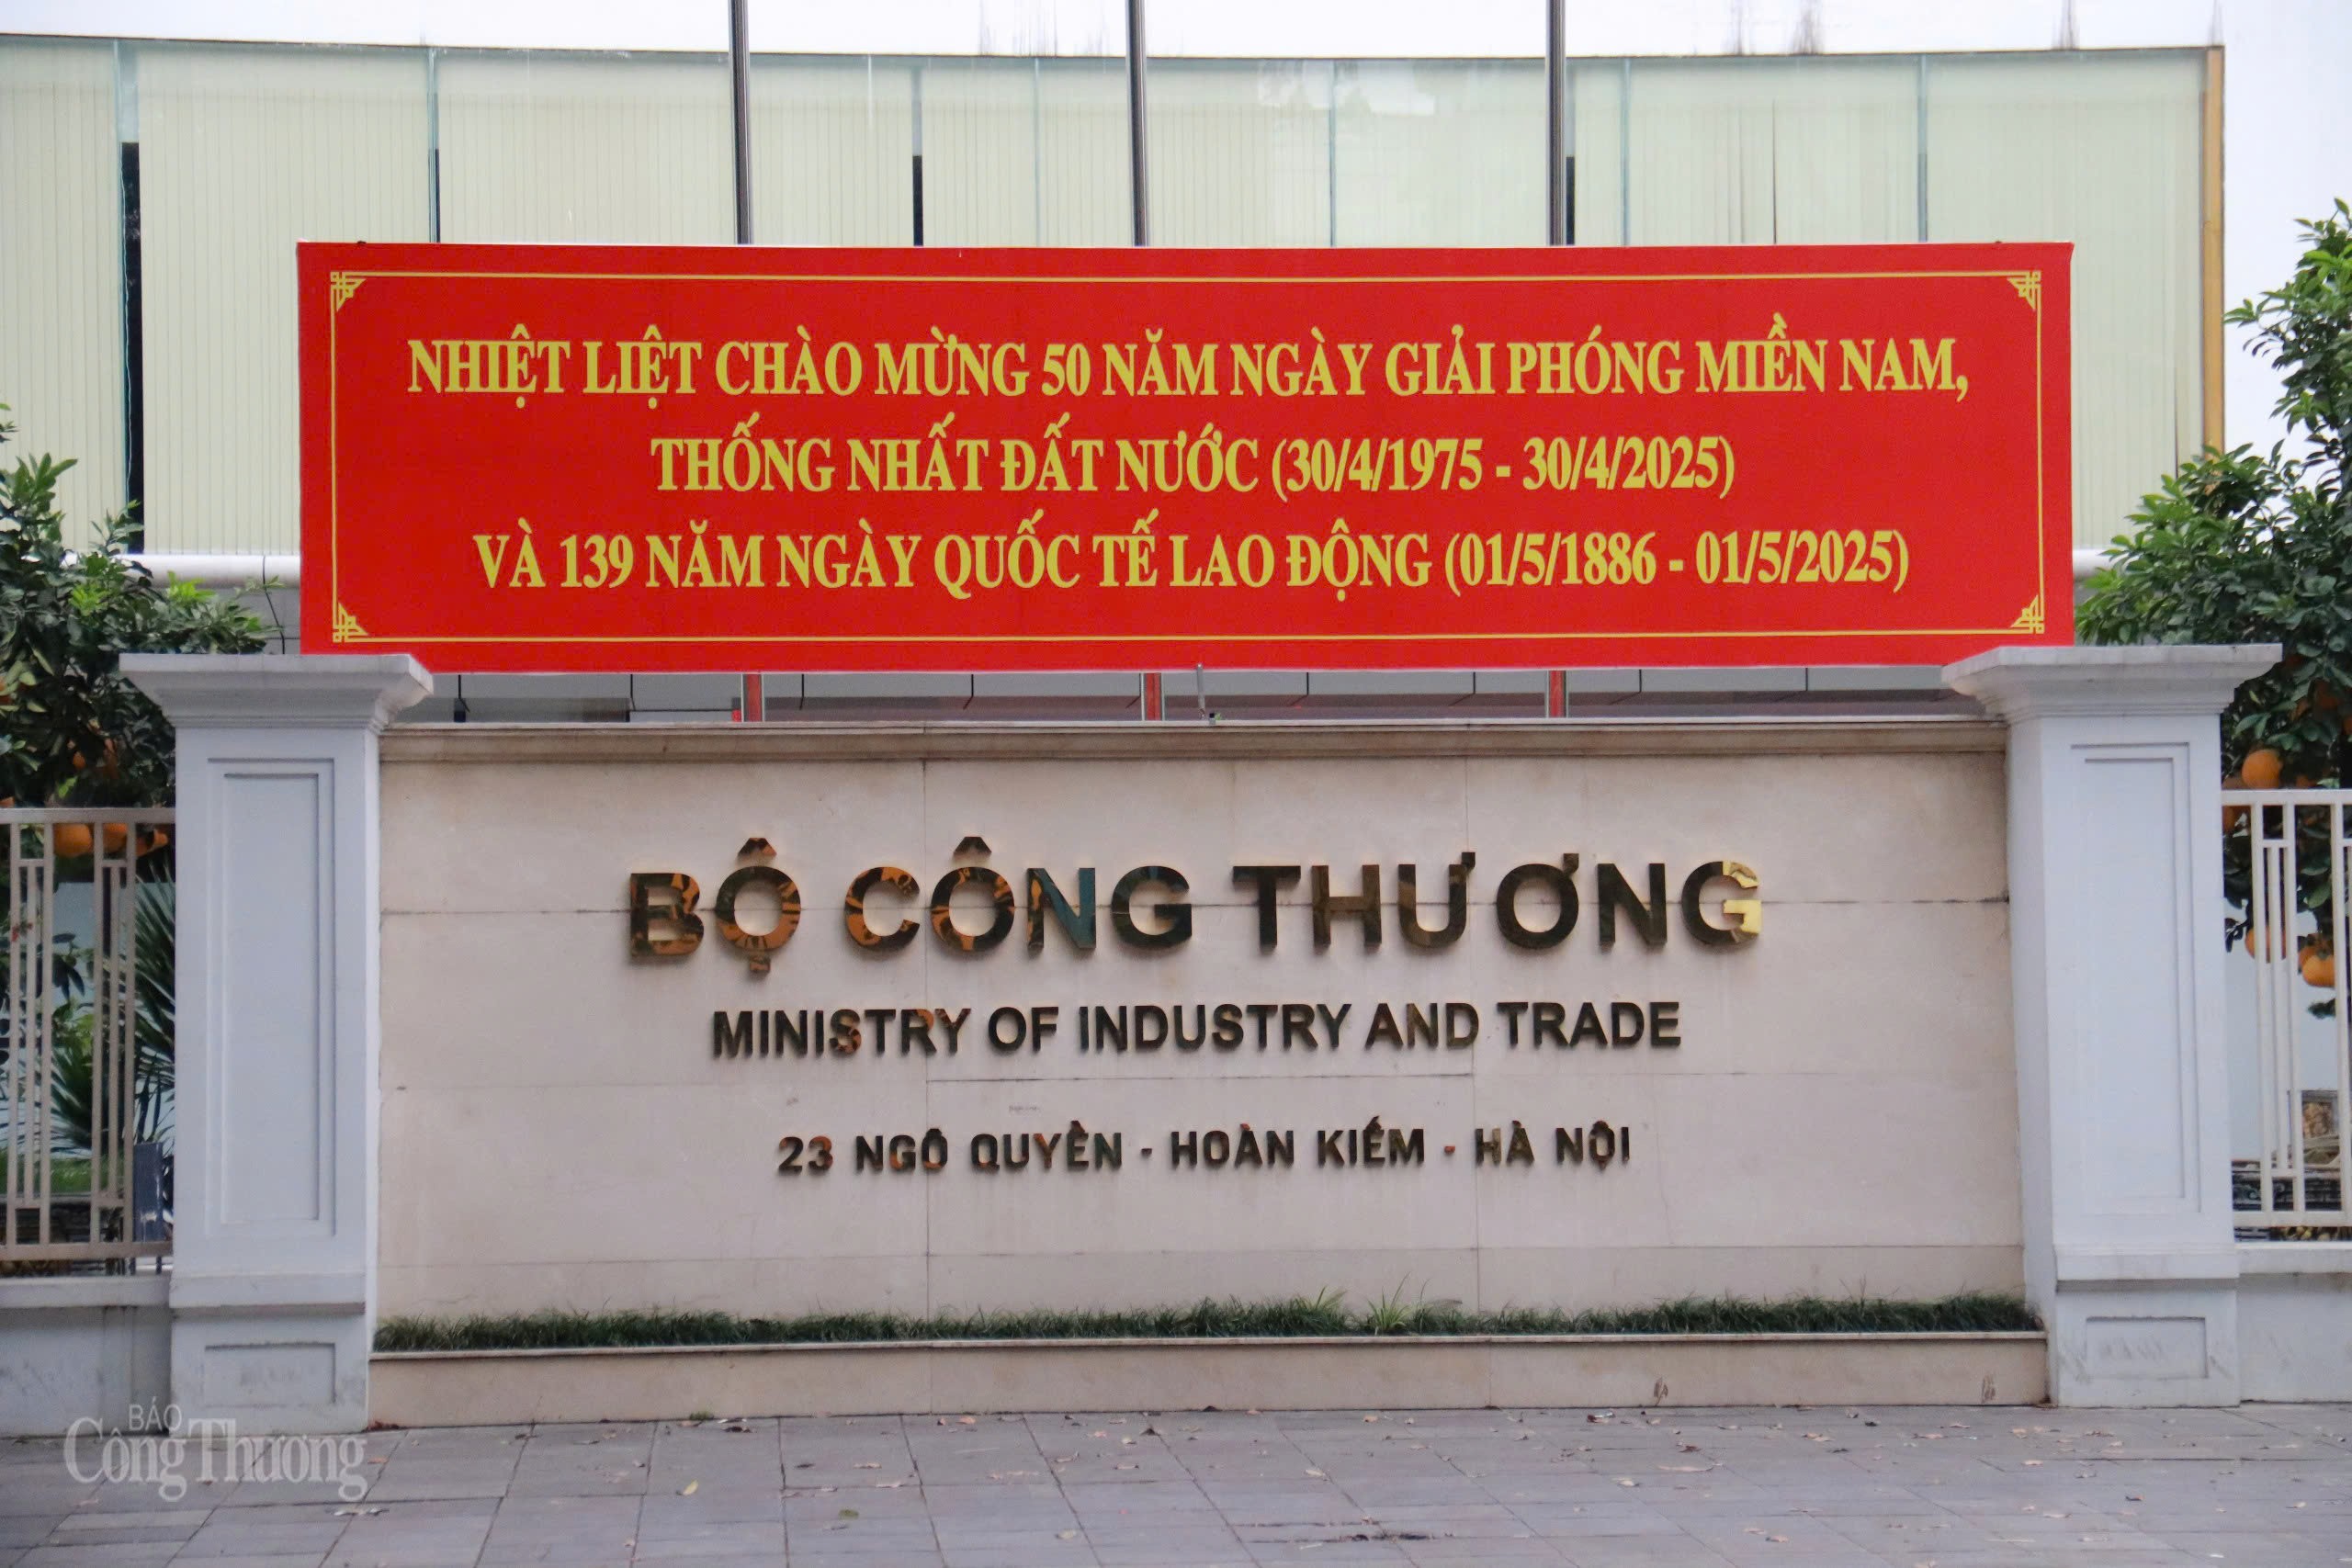 NHIỆT LIỆT CHÀO MỪNG 50 NĂM NGÀY GIẢI PHÓNG MIỀN NAM,
THỐNG NHẤT ĐẤT NƯỚC (30/4/1975 - 30/4/2025)
VÀ 139 NĂM NGÀY QUỐC TẾ LAO ĐỘNG (01/5/1886 - 01/5/2025)
BỘ CÔNG THƯƠNG
MINISTRY OF INDUSTRY AND TRADE
23 NGÔ QUYỀN - HOÀN KIẾM - HÀ NỘI
BÁO
Công Thương